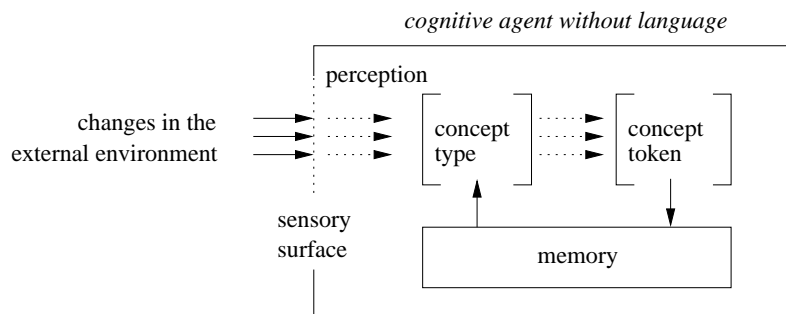 cognitive agent without language
perception
changes in the
external environment
concept
type
concept
token
sensory
surface
memory